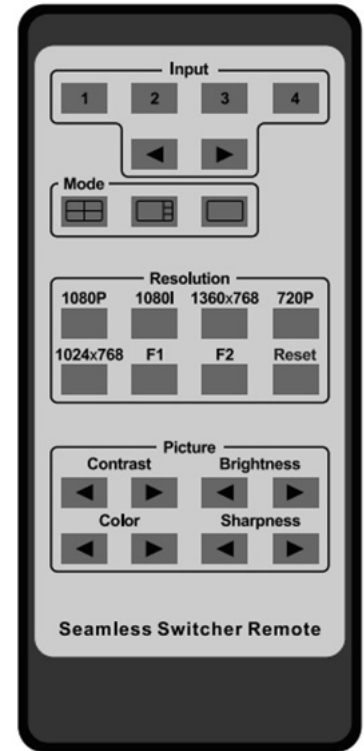 Input
1 2 3 4
Mode
Resolution
1080P 1080I 1360x768 720P
1024x768 F1 F2 Reset
Picture
Contrast Brightness
Color Sharpness
Seamless Switcher Remote